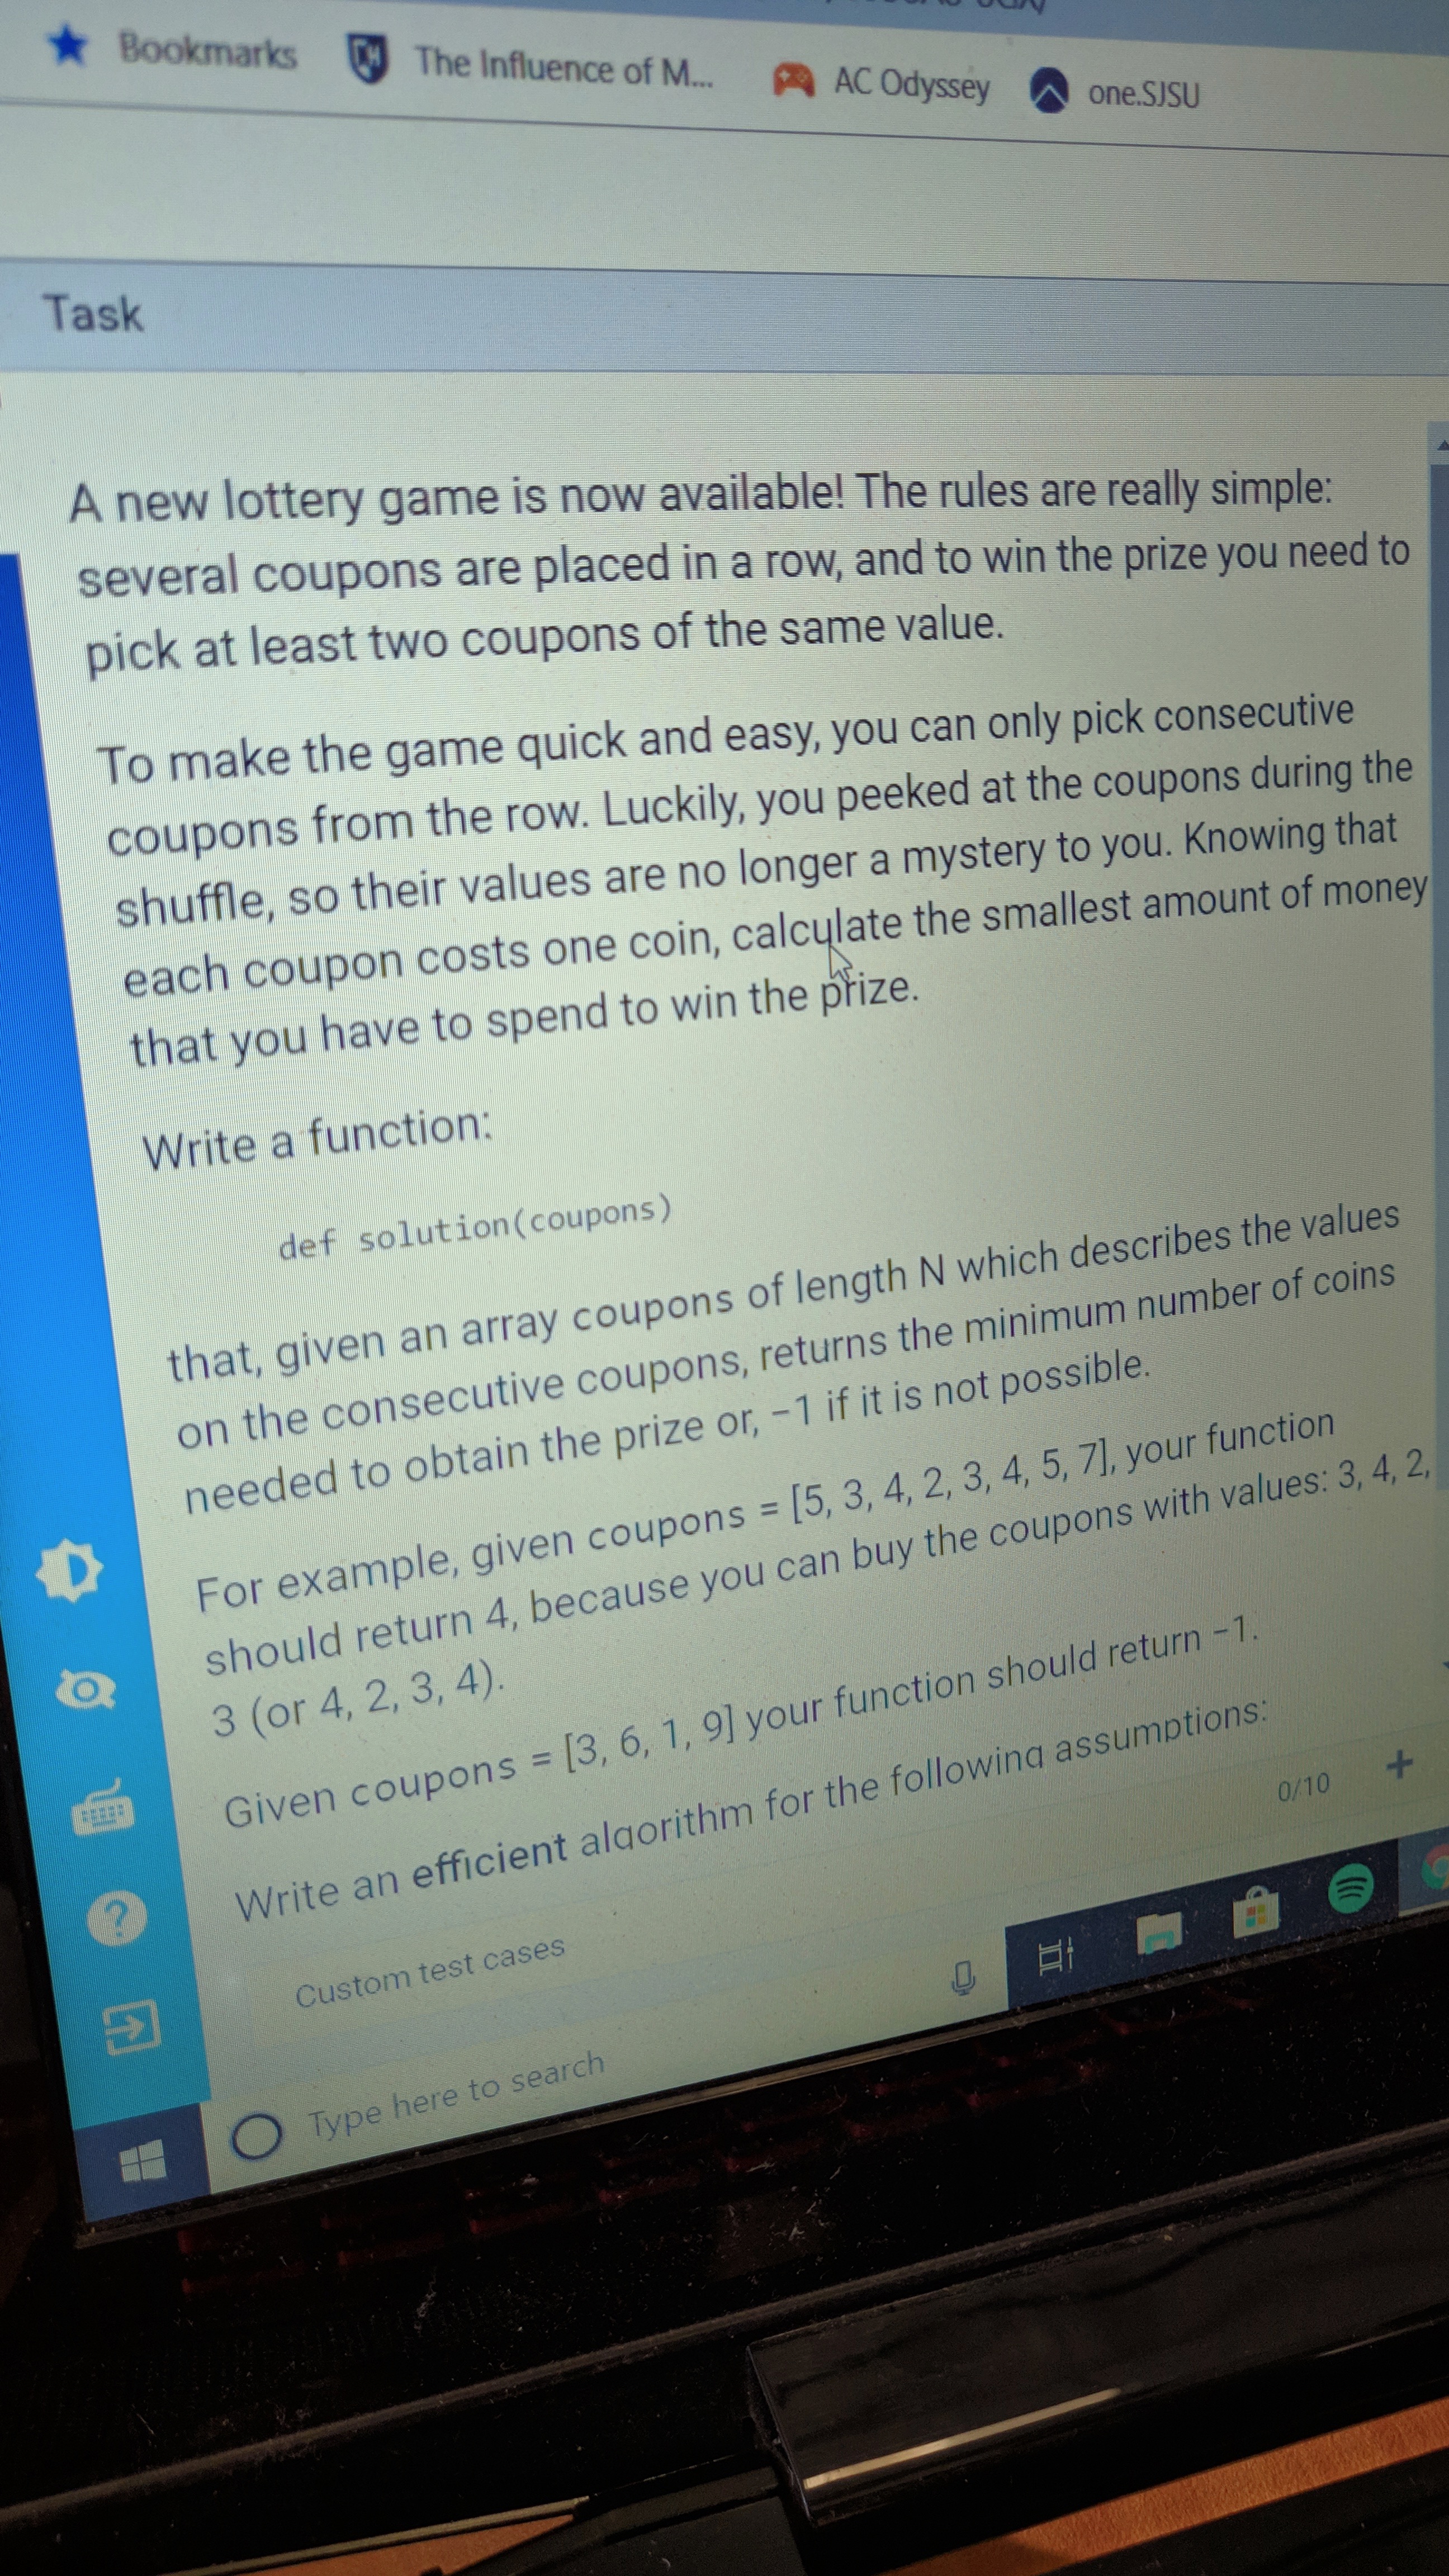 Bookmarks The Influence of M... AC Odyssey one.SJSU
Task
A new lottery game is now available! The rules are really simple:
several coupons are placed in a row, and to win the prize you need to
pick at least two coupons of the same value.
To make the game quick and easy, you can only pick consecutive
coupons from the row. Luckily, you peeked at the coupons during the
shuffle, so their values are no longer a mystery to you. Knowing that
each coupon costs one coin, calculate the smallest amount of money
that you have to spend to win the prize.
Write a function:
def solution(coupons)
that, given an array coupons of length N which describes the values
on the consecutive coupons, returns the minimum number of coins
needed to obtain the prize or, −1 if it is not possible.
For example, given coupons = [5, 3, 4, 2, 3, 4, 5, 7], your function
should return 4, because you can buy the coupons with values: 3, 4, 2,
3 (or 4, 2, 3, 4).
Given coupons = [3, 6, 1, 9] your function should return −1.
Write an efficient algorithm for the following assumptions:
0/10 +
Custom test cases
Type here to search